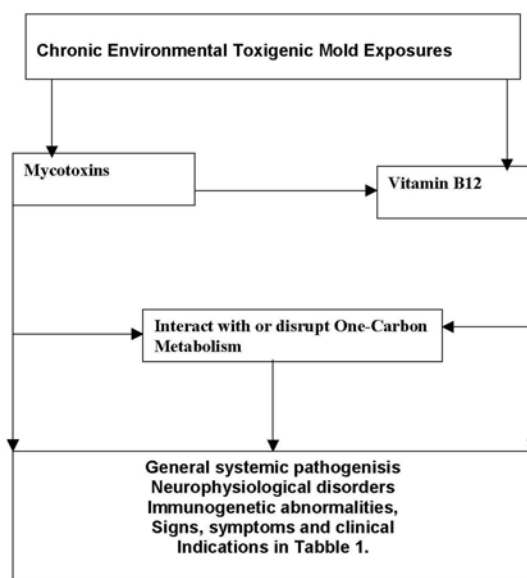 Chronic Environmental Toxigenic Mold Exposures
Mycotoxins
Vitamin B12
Interact with or disrupt One-Carbon
Metabolism
General systemic pathogenisis
Neurophysiological disorders
Immunogenetic abnormalities,
Signs, symptoms and clinical
Indications in Tabble 1.